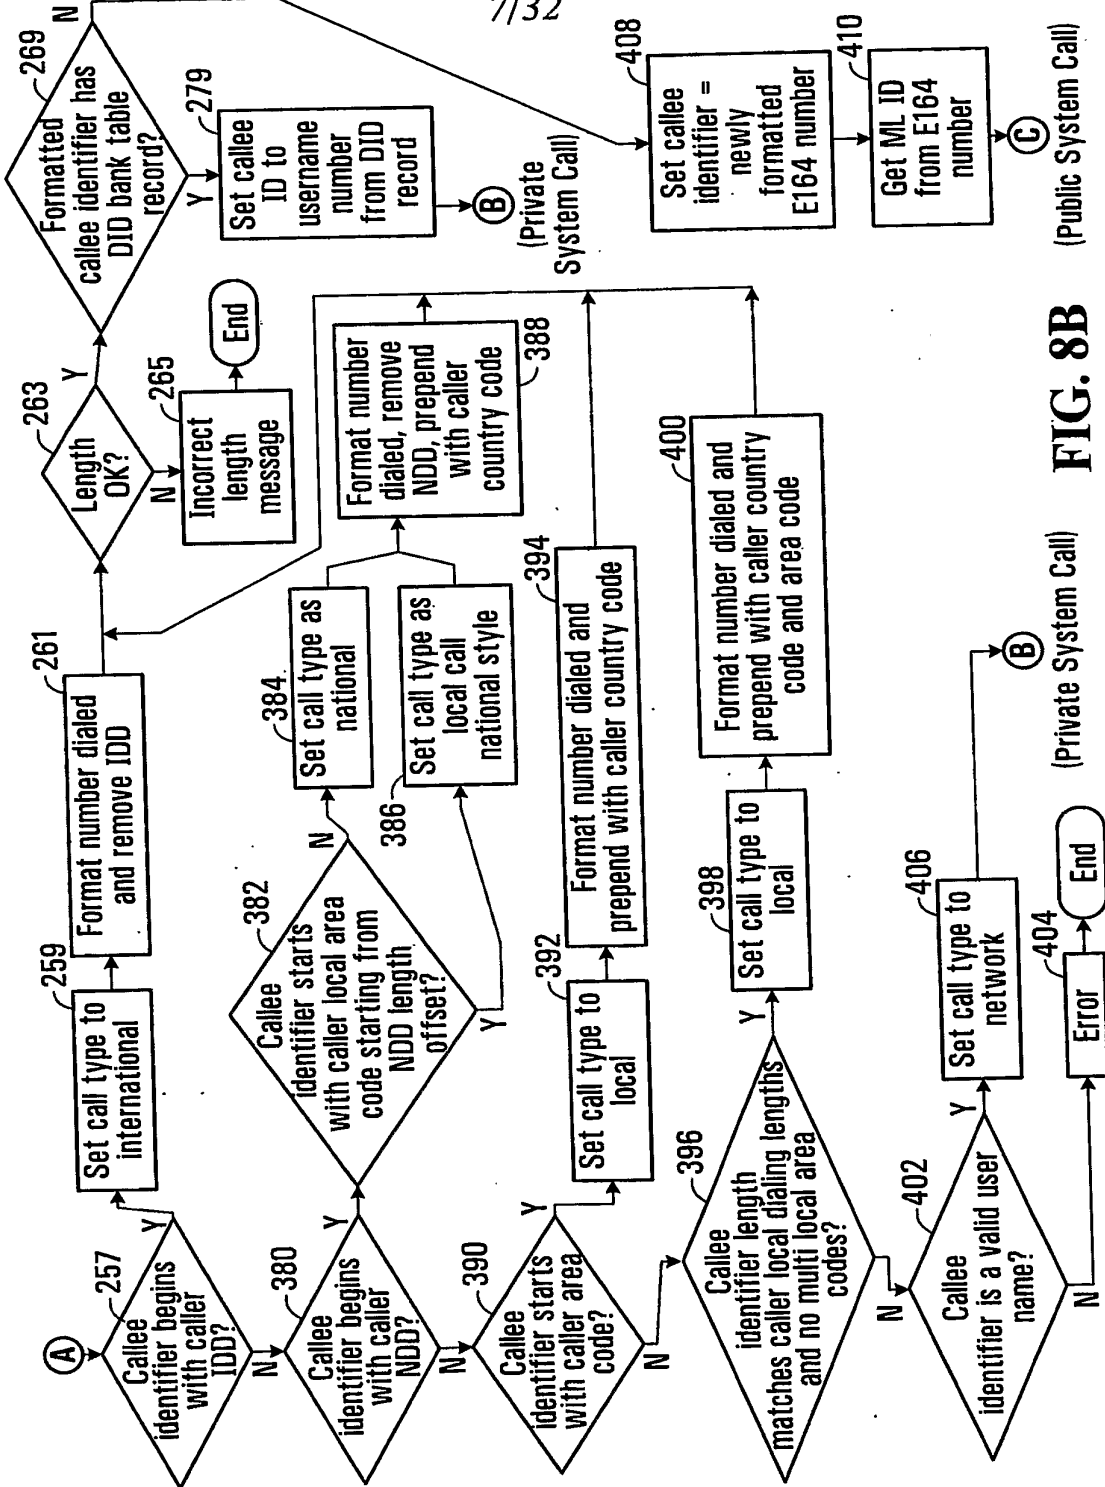 7/32
A
257
Callee
identifier begins
with caller
IDD?
Y
N
259
Set call type to
international
261
Format number dialed
and remove IDD
263
Length
OK?
Y
N
265
Incorrect
length
message
End
269
Formatted
callee identifier has
DID bank table
record?
N
Y
279
Set callee
ID to
username
number
from DID
record
B
(Private
System Call)
380
Callee
identifier begins
with caller
NDD?
Y
N
382
Callee
identifier starts
with caller local area
code starting from
NDD length
offset?
N
Y
384
Set call type as
national
386
Set call type as
local call
national style
388
Format number
dialed, remove
NDD, prepend
with caller
country code
390
Callee
identifier starts
with caller area
code?
Y
N
392
Set call type to
local
394
Format number dialed and
prepend with caller country code
396
Callee
identifier length
matches caller local dialing lengths
and no multi local area
codes?
Y
N
398
Set call type to
local
400
Format number dialed and
prepend with caller country
code and area code
402
Callee
identifier is a valid user
name?
Y
N
406
Set call type to
network
B
(Private System Call)
404
Error
End
408
Set callee
identifier =
newly
formatted
E164 number
410
Get ML ID
from E164
number
C
(Public System Call)
FIG. 8B